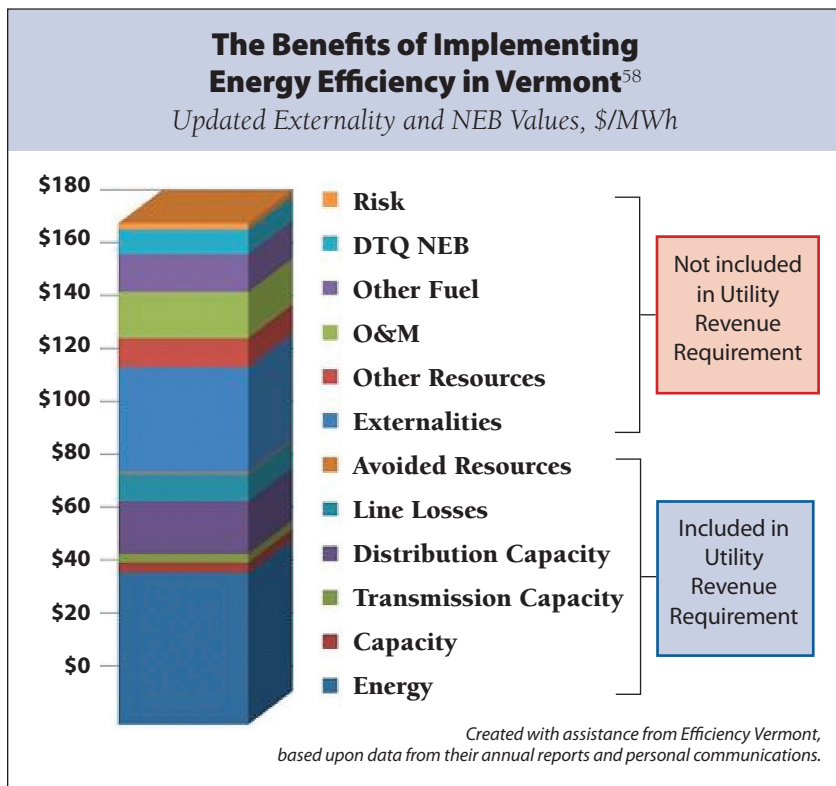 The Benefits of Implementing
Energy Efficiency in Vermont58
Updated Externality and NEB Values, $/MWh
$180
$160
$140
$120
$100
$80
$60
$40
$20
$0
Risk
DTQ NEB
Other Fuel
O&M
Other Resources
Externalities
Avoided Resources
Line Losses
Distribution Capacity
Transmission Capacity
Capacity
Energy
Not included
in Utility
Revenue
Requirement
Included in
Utility
Revenue
Requirement
Created with assistance from Efficiency Vermont,
based upon data from their annual reports and personal communications.